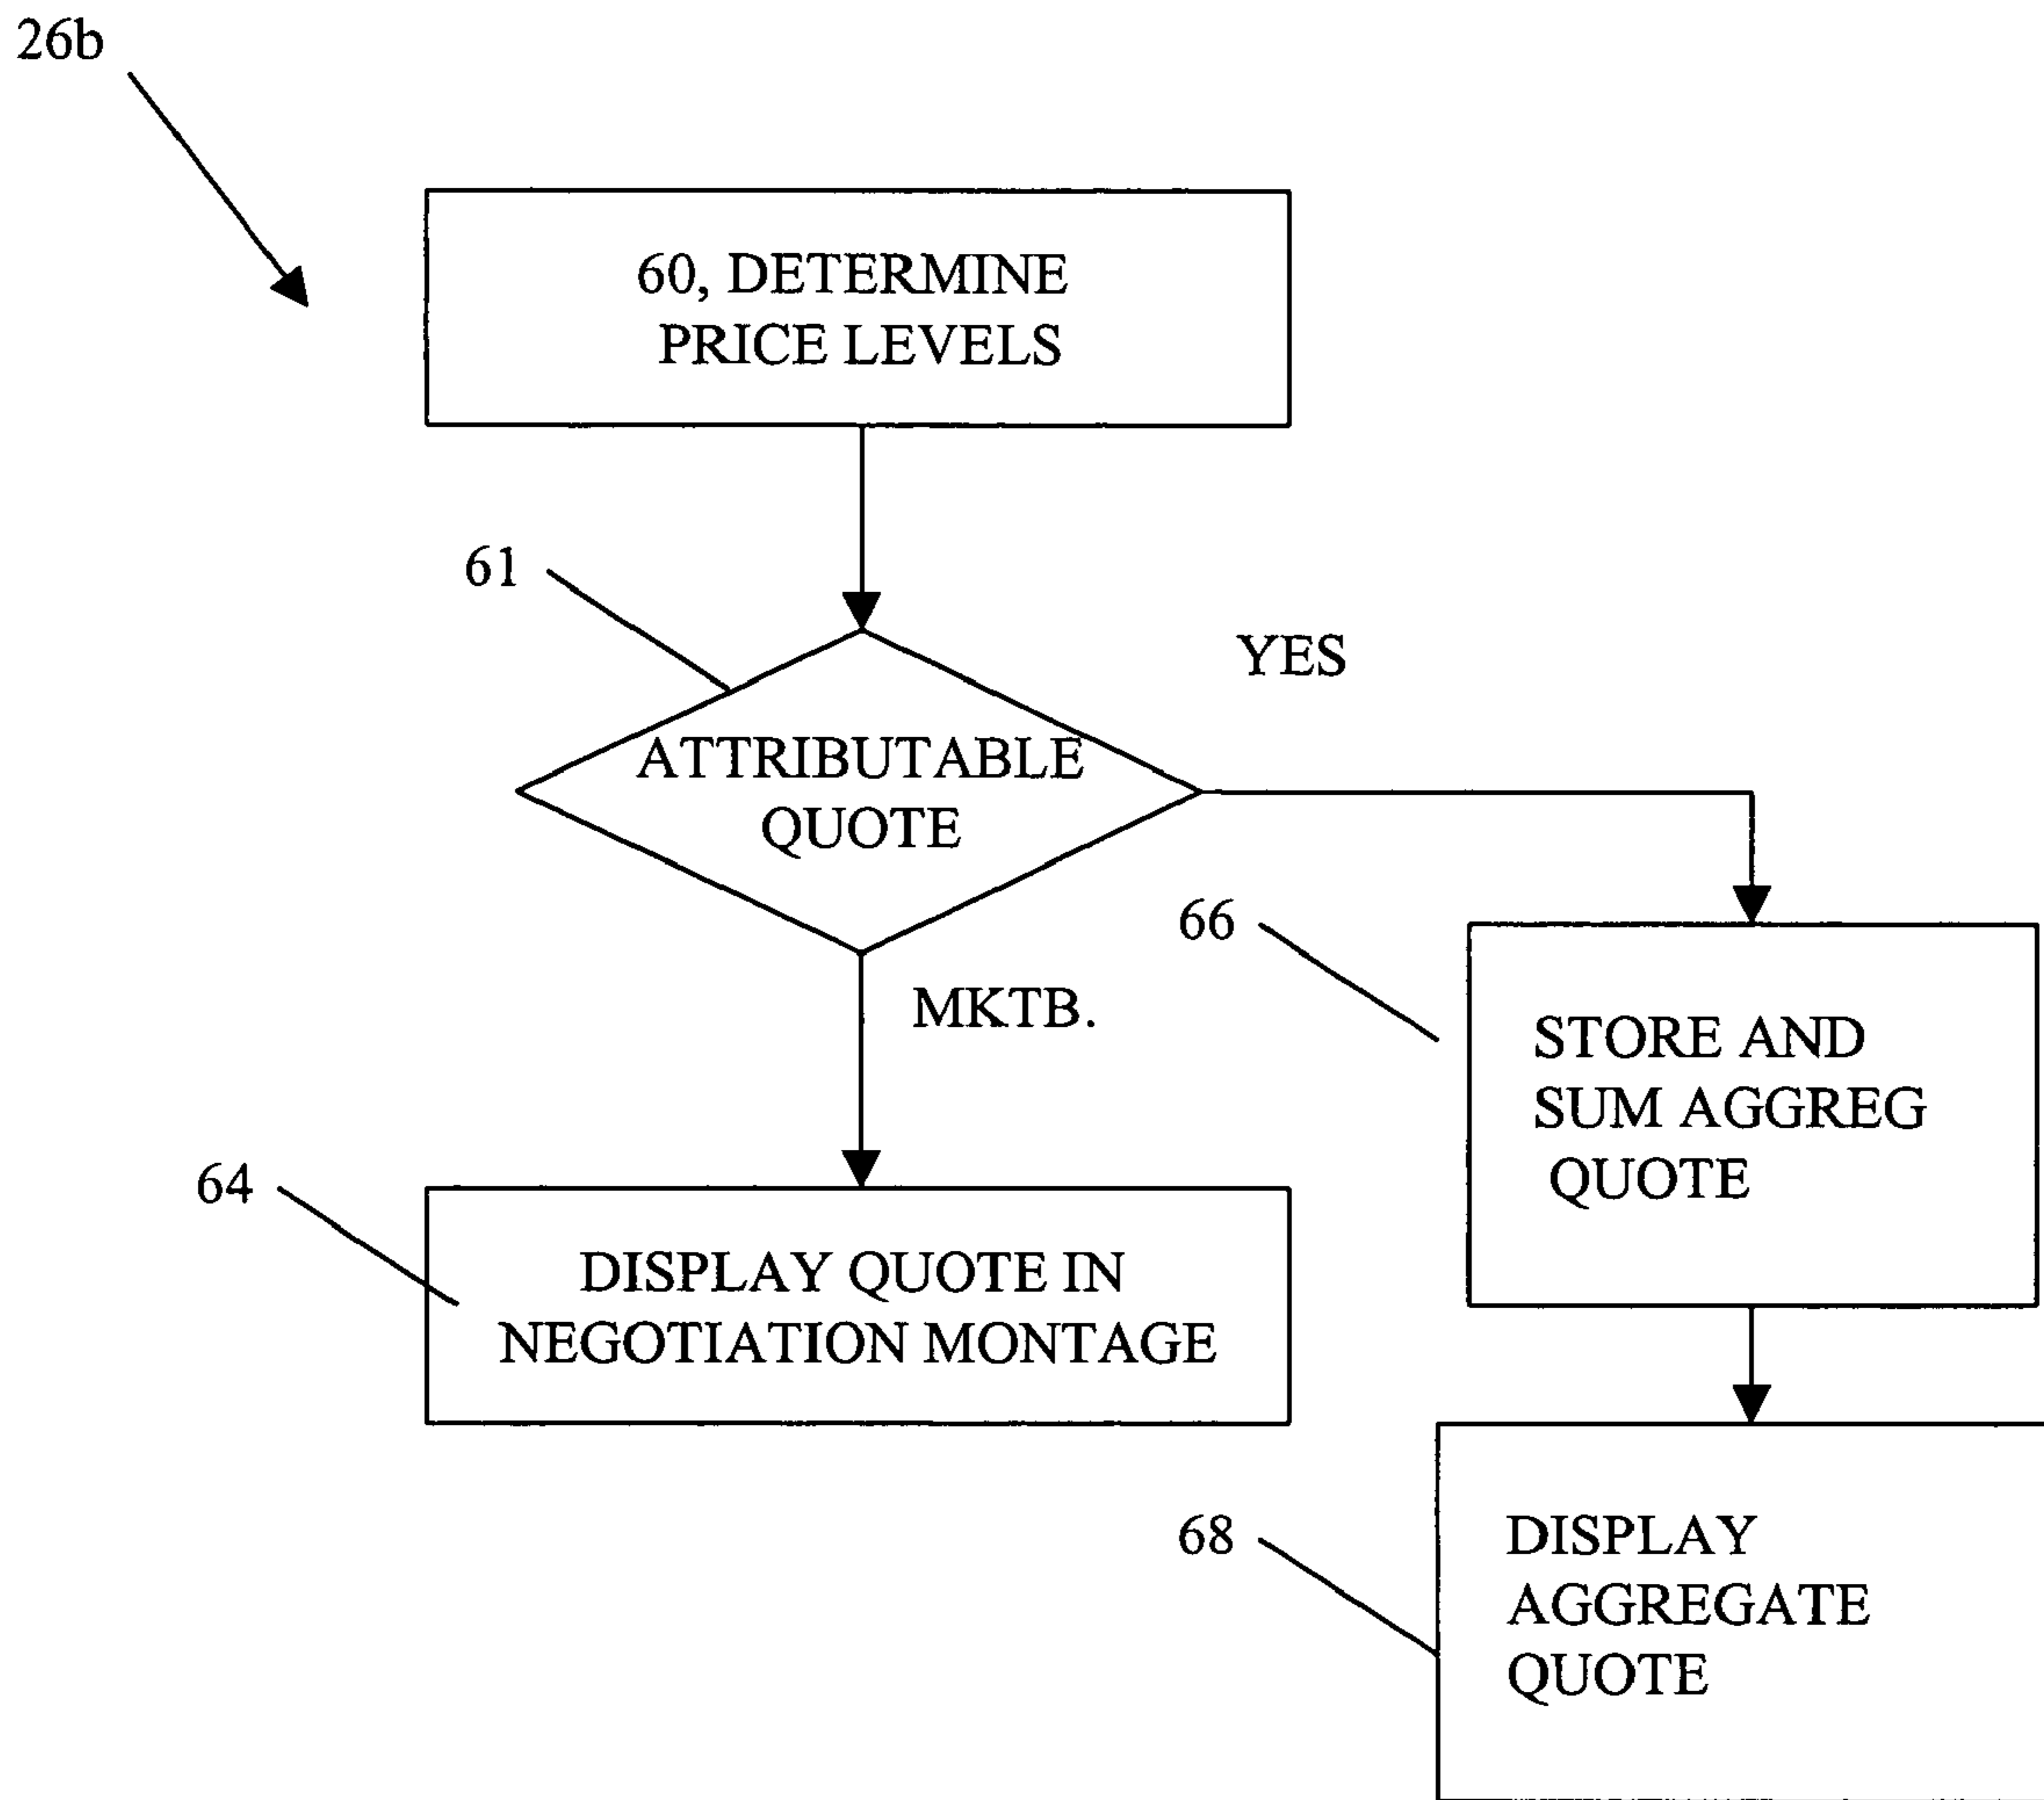 26b
60, DETERMINE
PRICE LEVELS
61
YES
ATTRIBUTABLE
QUOTE
66
MKTB.
STORE AND
SUM AGGREG
QUOTE
64
DISPLAY QUOTE IN
NEGOTIATION MONTAGE
68
DISPLAY
AGGREGATE
QUOTE